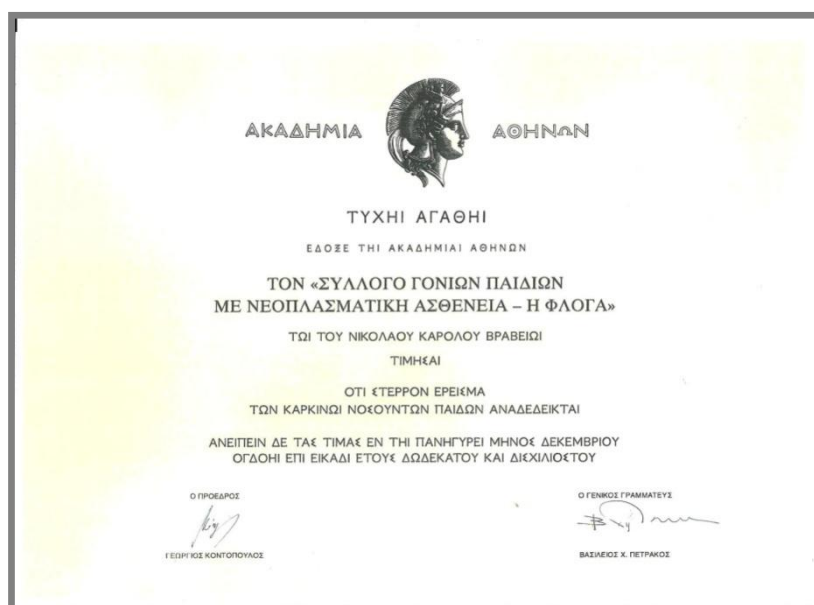 ΑΚΑΔΗΜΙΑ ΑΘΗΝΩΝ
ΤΥΧΗΙ ΑΓΑΘΗΙ
ΕΔΟΞΕ ΤΗΙ ΑΚΑΔΗΜΙΑΙ ΑΘΗΝΩΝ
ΤΟΝ «ΣΥΛΛΟΓΟ ΓΟΝΙΩΝ ΠΑΙΔΙΩΝ
ΜΕ ΝΕΟΠΛΑΣΜΑΤΙΚΗ ΑΣΘΕΝΕΙΑ – Η ΦΛΟΓΑ»
ΤΩΙ ΤΟΥ ΝΙΚΟΛΑΟΥ ΚΑΡΟΛΟΥ ΒΡΑΒΕΙΩΙ
ΤΙΜΗΣΑΙ
ΟΤΙ ΣΤΕΡΡΟΝ ΕΡΕΙΣΜΑ
ΤΩΝ ΚΑΡΚΙΝΩΙ ΝΟΣΟΥΝΤΩΝ ΠΑΙΔΩΝ ΑΝΑΔΕΔΕΙΚΤΑΙ
ΑΝΕΙΠΕΙΝ ΔΕ ΤΑΣ ΤΙΜΑΣ ΕΝ ΤΗΙ ΠΑΝΗΓΥΡΕΙ ΜΗΝΟΣ ΔΕΚΕΜΒΡΙΟΥ
ΟΓΔΟΗΙ ΕΠΙ ΕΙΚΑΔΙ ΕΤΟΥΣ ΔΩΔΕΚΑΤΟΥ ΚΑΙ ΔΙΣΧΙΛΙΟΣΤΟΥ
Ο ΠΡΟΕΔΡΟΣ
ΓΕΩΡΓΙΟΣ ΚΟΝΤΟΠΟΥΛΟΣ
Ο ΓΕΝΙΚΟΣ ΓΡΑΜΜΑΤΕΥΣ
ΒΑΣΙΛΕΙΟΣ Χ. ΠΕΤΡΑΚΟΣ